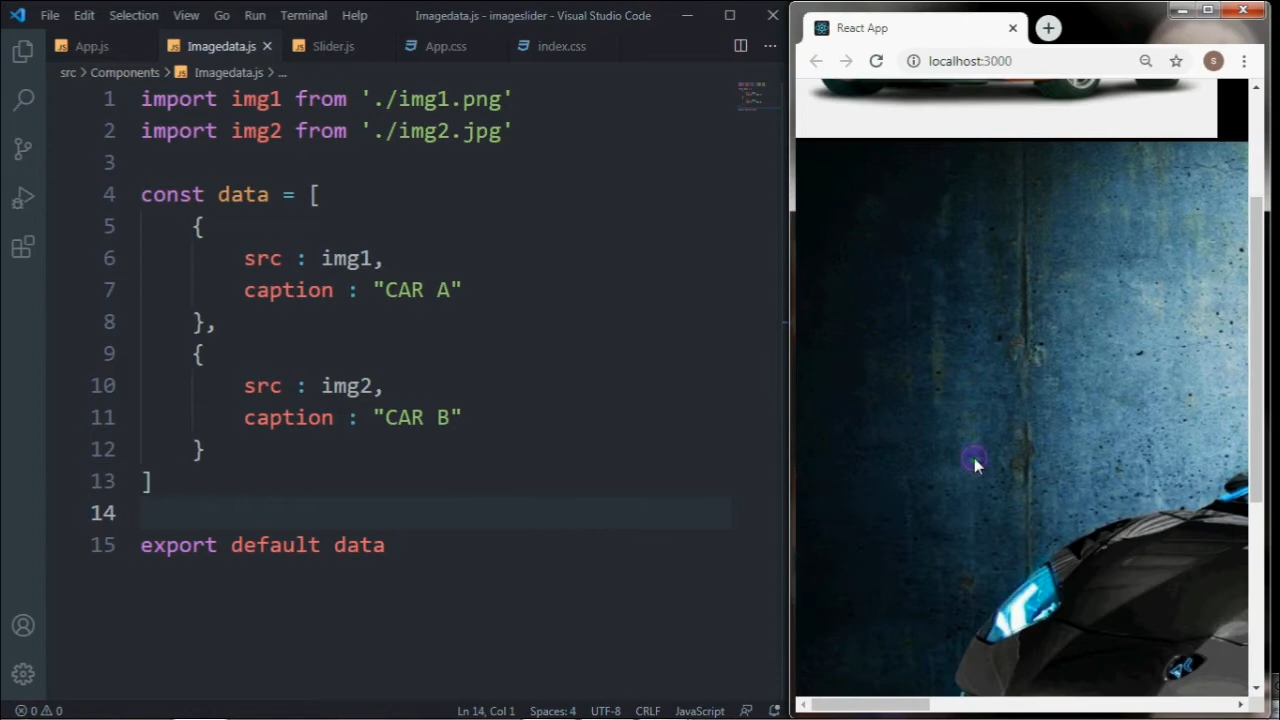 File Edit Selection View Go Run Terminal Help
Imagedata.js - imageslider - Visual Studio Code
App.js
Imagedata.js
Slider.js
App.css
index.css
src > Components > Imagedata.js > ...
1 import img1 from './img1.png'
2 import img2 from './img2.jpg'
3
4 const data = [
5 {
6 src : img1,
7 caption : "CAR A"
8 },
9 {
10 src : img2,
11 caption : "CAR B"
12 }
13 ]
14
15 export default data
0 0
Ln 14, Col 1 Spaces: 4 UTF-8 CRLF JavaScript
React App
localhost:3000
S